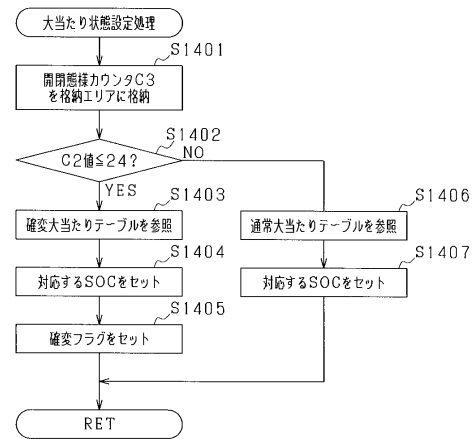 大当たり状態設定処理
S1401
開閉態様カウンタC3
を格納エリアに格納
S1402
C2値≦24?
NO
YES
S1403
確変大当たりテーブルを参照
S1404
対応するSOCをセット
S1405
確変フラグをセット
S1406
通常大当たりテーブルを参照
S1407
対応するSOCをセット
RET